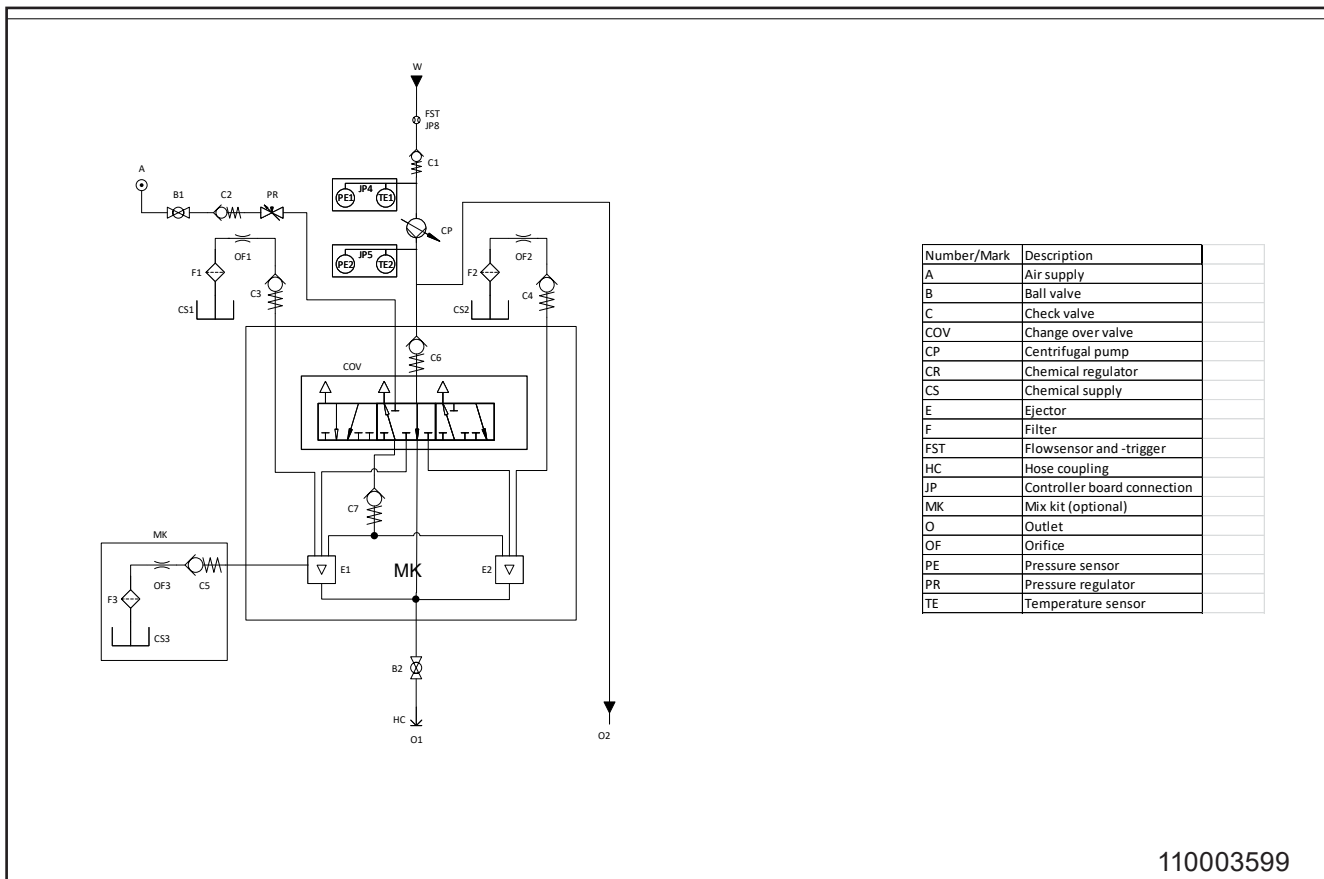 W
FST
JP8
C1
A
B1
C2
PR
JP4
PE1
TE1
CP
JP5
PE2
TE2
OF1
F1
C3
CS1
OF2
F2
C4
CS2
C6
COV
C7
MK
E1
MK
E2
OF3
C5
F3
CS3
B2
HC
O1
O2
Number/Mark Description
A Air supply
B Ball valve
C Check valve
COV Change over valve
CP Centrifugal pump
CR Chemical regulator
CS Chemical supply
E Ejector
F Filter
FST Flowsensor and -trigger
HC Hose coupling
JP Controller board connection
MK Mix kit (optional)
O Outlet
OF Orifice
PE Pressure sensor
PR Pressure regulator
TE Temperature sensor
110003599